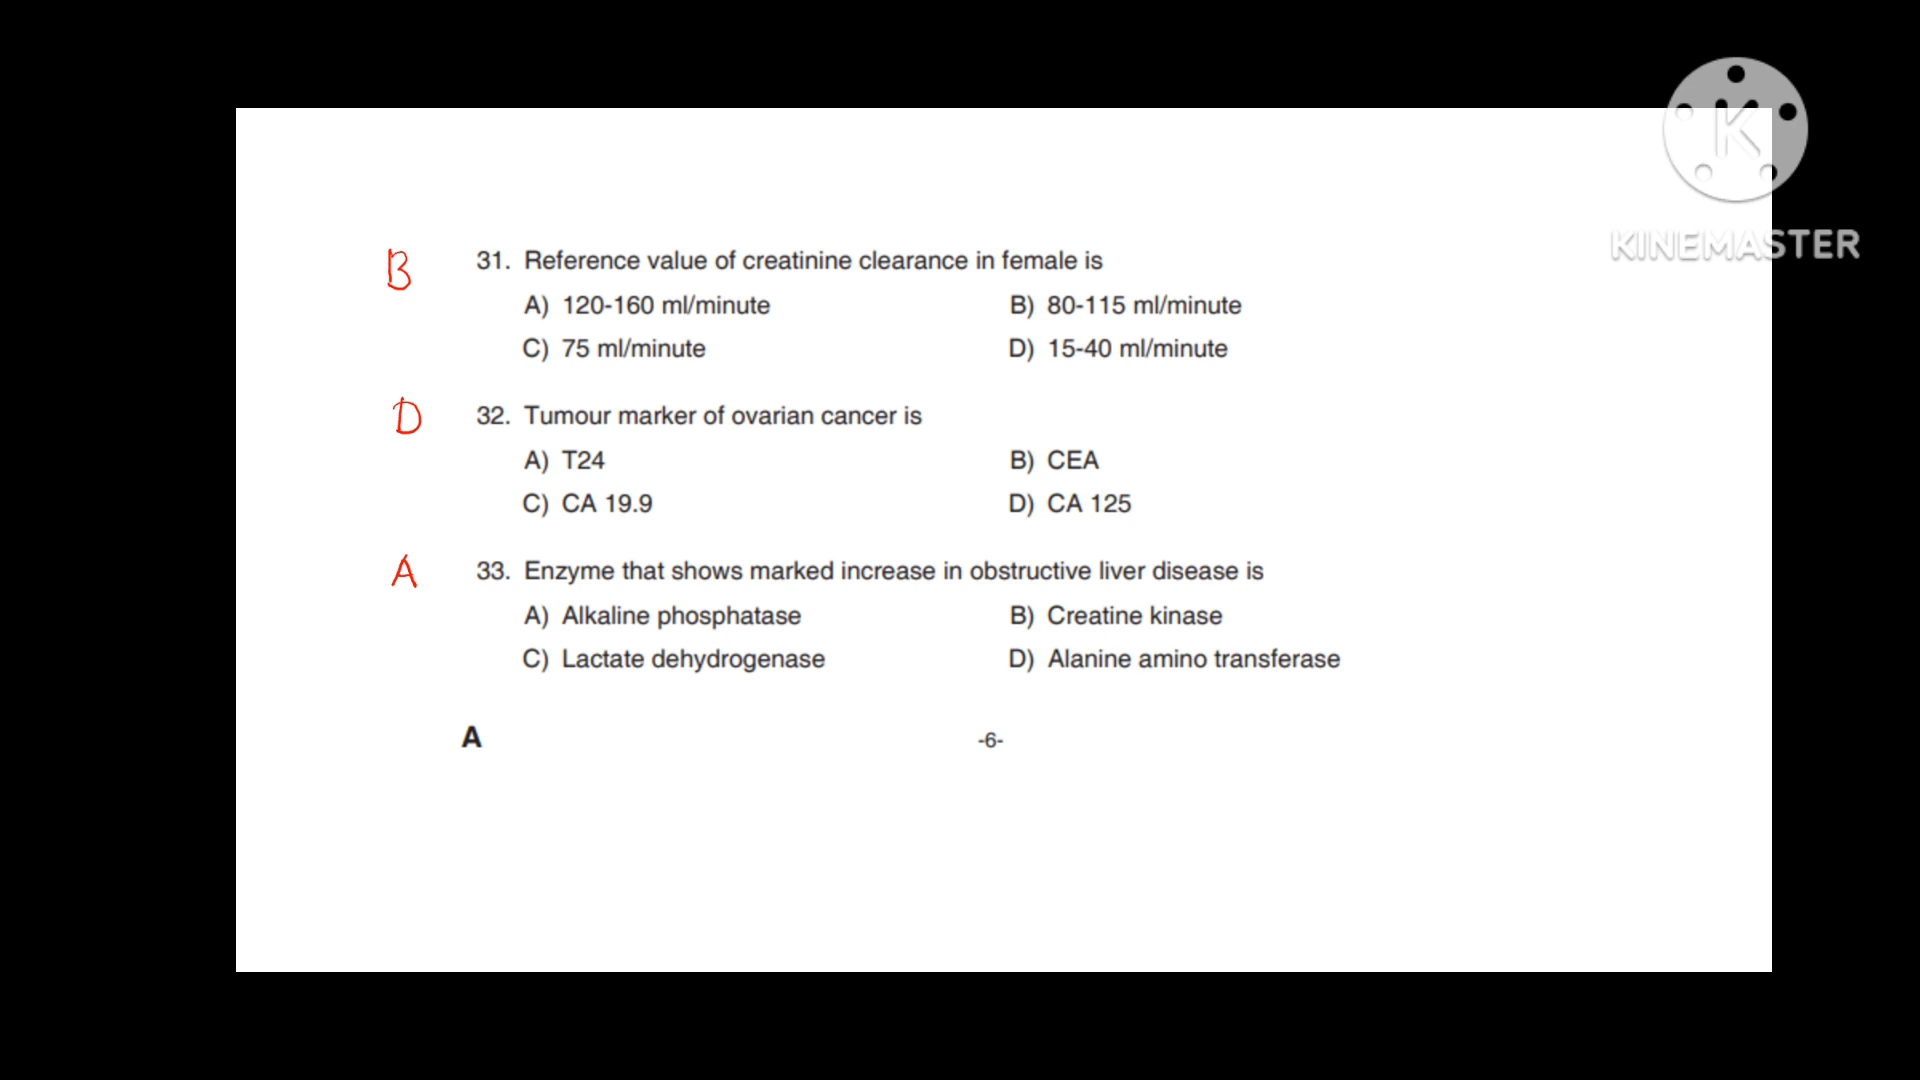 K
KINEMASTER
B 31. Reference value of creatinine clearance in female is
A) 120-160 ml/minute B) 80-115 ml/minute
C) 75 ml/minute D) 15-40 ml/minute
D 32. Tumour marker of ovarian cancer is
A) T24 B) CEA
C) CA 19.9 D) CA 125
A 33. Enzyme that shows marked increase in obstructive liver disease is
A) Alkaline phosphatase B) Creatine kinase
C) Lactate dehydrogenase D) Alanine amino transferase
A -6-